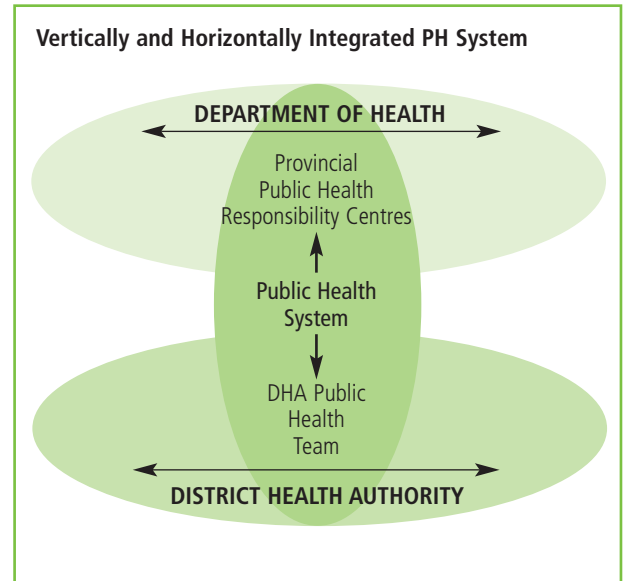 Vertically and Horizontally Integrated PH System
DEPARTMENT OF HEALTH
Provincial
Public Health
Responsibility Centres
Public Health
System
DHA Public
Health
Team
DISTRICT HEALTH AUTHORITY